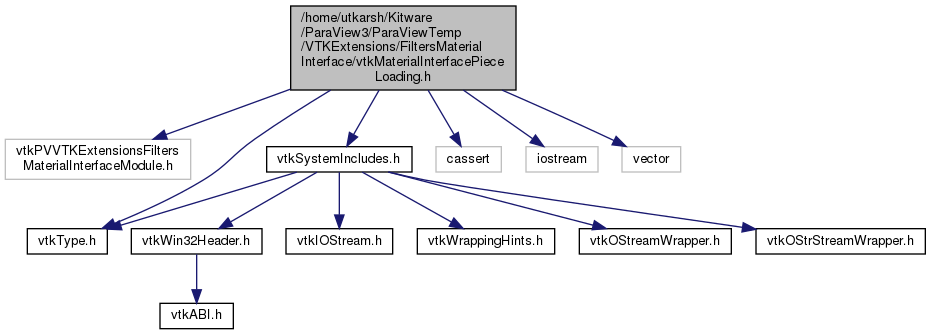 /home/utkarsh/Kitware
/ParaView3/ParaViewTemp
/VTKExtensions/FiltersMaterial
Interface/vtkMaterialInterfacePiece
Loading.h
vtkPVVTKExtensionsFilters
MaterialInterfaceModule.h
vtkSystemIncludes.h
cassert
iostream
vector
vtkType.h
vtkWin32Header.h
vtkIOStream.h
vtkWrappingHints.h
vtkOStreamWrapper.h
vtkOStrStreamWrapper.h
vtkABI.h